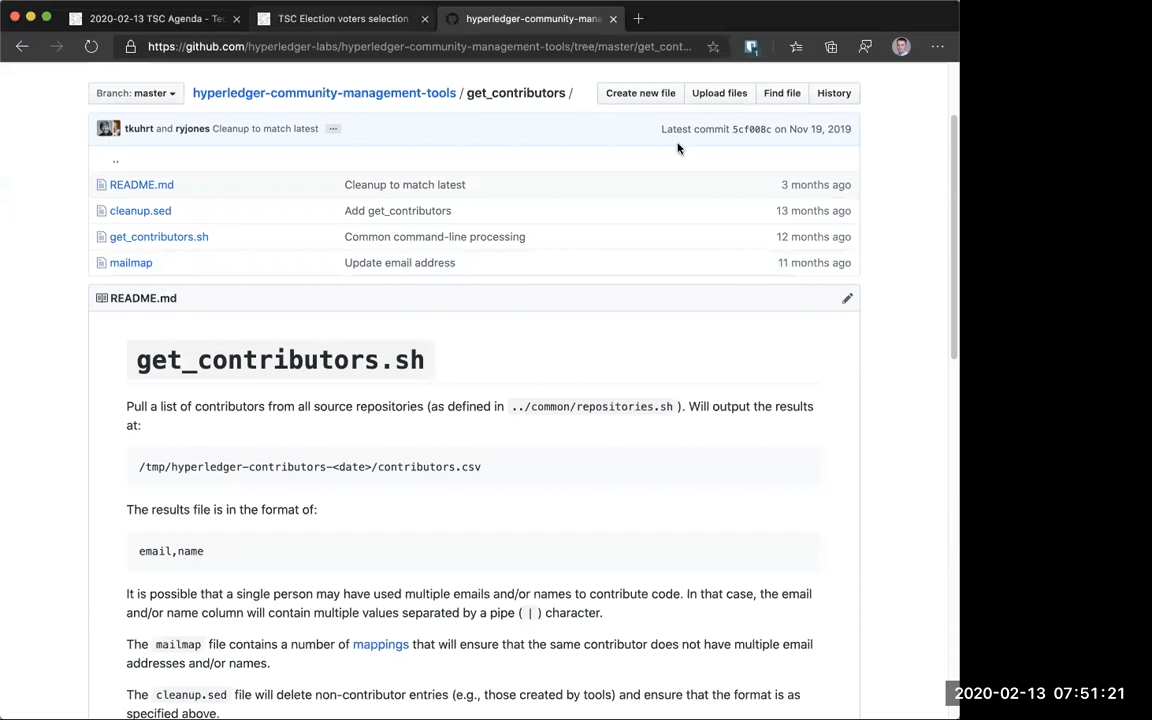 2020-02-13 TSC Agenda - Tec
TSC Election voters selection
hyperledger-community-mana
https://github.com/hyperledger-labs/hyperledger-community-management-tools/tree/master/get_cont...
1
Branch: master
hyperledger-community-management-tools / get_contributors /
Create new file
Upload files
Find file
History
tkuhrt and ryjones Cleanup to match latest ...
Latest commit 5cf008c on Nov 19, 2019
..
README.md Cleanup to match latest 3 months ago
cleanup.sed Add get_contributors 13 months ago
get_contributors.sh Common command-line processing 12 months ago
mailmap Update email address 11 months ago
README.md
get_contributors.sh
Pull a list of contributors from all source repositories (as defined in ../common/repositories.sh ). Will output the results
at:
/tmp/hyperledger-contributors-<date>/contributors.csv
The results file is in the format of:
email,name
It is possible that a single person may have used multiple emails and/or names to contribute code. In that case, the email
and/or name column will contain multiple values separated by a pipe ( | ) character.
The mailmap file contains a number of mappings that will ensure that the same contributor does not have multiple email
addresses and/or names.
The cleanup.sed file will delete non-contributor entries (e.g., those created by tools) and ensure that the format is as
specified above.
2020-02-13 07:51:21